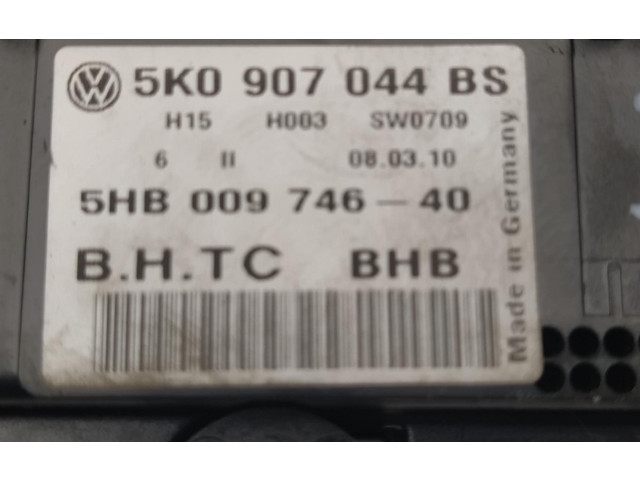 5K0 907 044 BS
H15 H003 SW0709
6 II 08.03.10
5HB 009 746-40
B.H.TC BHB
Made in Germany